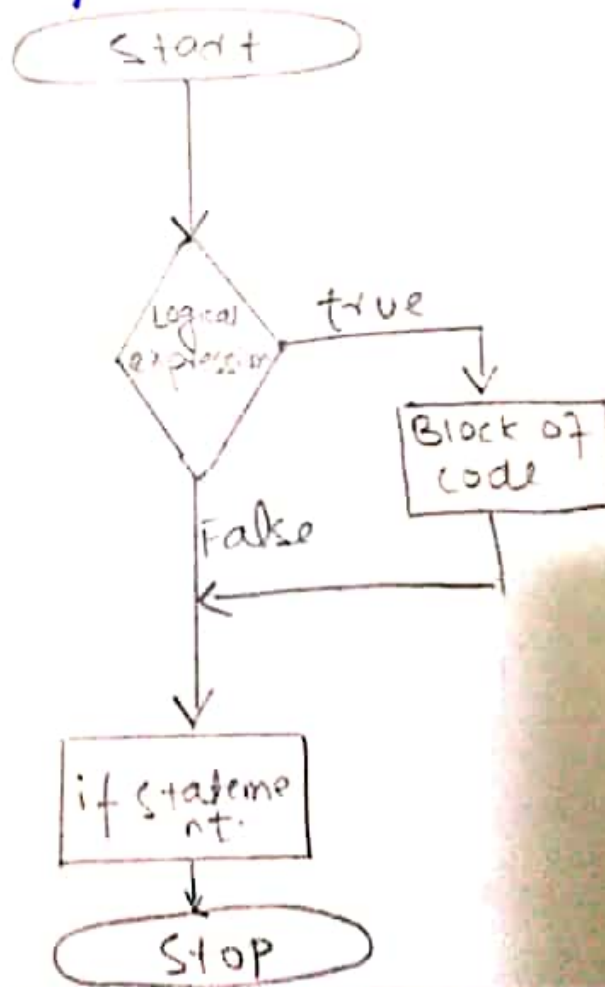 Start
Logical
expression
true
Block of
code
False
if stateme
nt.
Stop